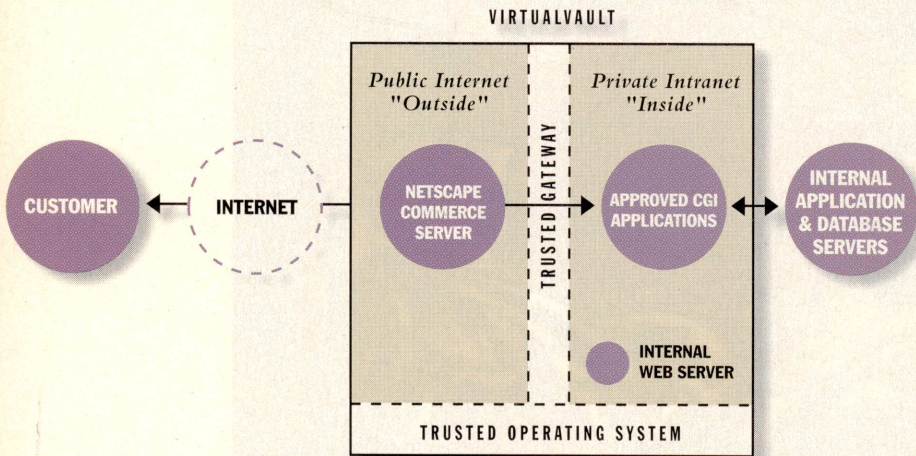 VIRTUALVAULT
Public Internet
"Outside"
Private Intranet
"Inside"
CUSTOMER
INTERNET
NETSCAPE
COMMERCE
SERVER
TRUSTED GATEWAY
APPROVED CGI
APPLICATIONS
INTERNAL
APPLICATION
& DATABASE
SERVERS
INTERNAL
WEB SERVER
TRUSTED OPERATING SYSTEM